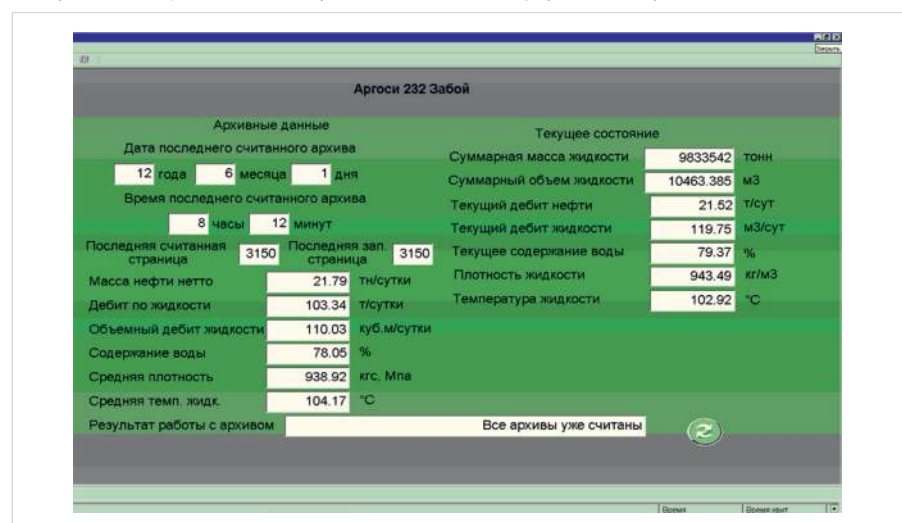 Закрыть
Аргоси 232 Забой
Архивные данные
Дата последнего считанного архива
12 года 6 месяца 1 дня
Время последнего считанного архива
8 часы 12 минут
Последняя считанная страница 3150 Последняя зап. страница 3150
Масса нефти нетто 21.79 тн/сутки
Дебит по жидкости 103.34 т/сутки
Объемный дебит жидкости 110.03 куб.м/сутки
Содержание воды 78.05 %
Средняя плотность 938.92 кгс. Мпа
Средняя темп. жидк. 104.17 °C
Результат работы с архивом Все архивы уже считаны
Текущее состояние
Суммарная масса жидкости 9833542 тонн
Суммарный объем жидкости 10463.385 м3
Текущий дебит нефти 21.52 т/сут
Текущий дебит жидкости 119.75 м3/сут
Текущее содержание воды 79.37 %
Плотность жидкости 943.49 кг/м3
Температура жидкости 102.92 °C
Время Время квит